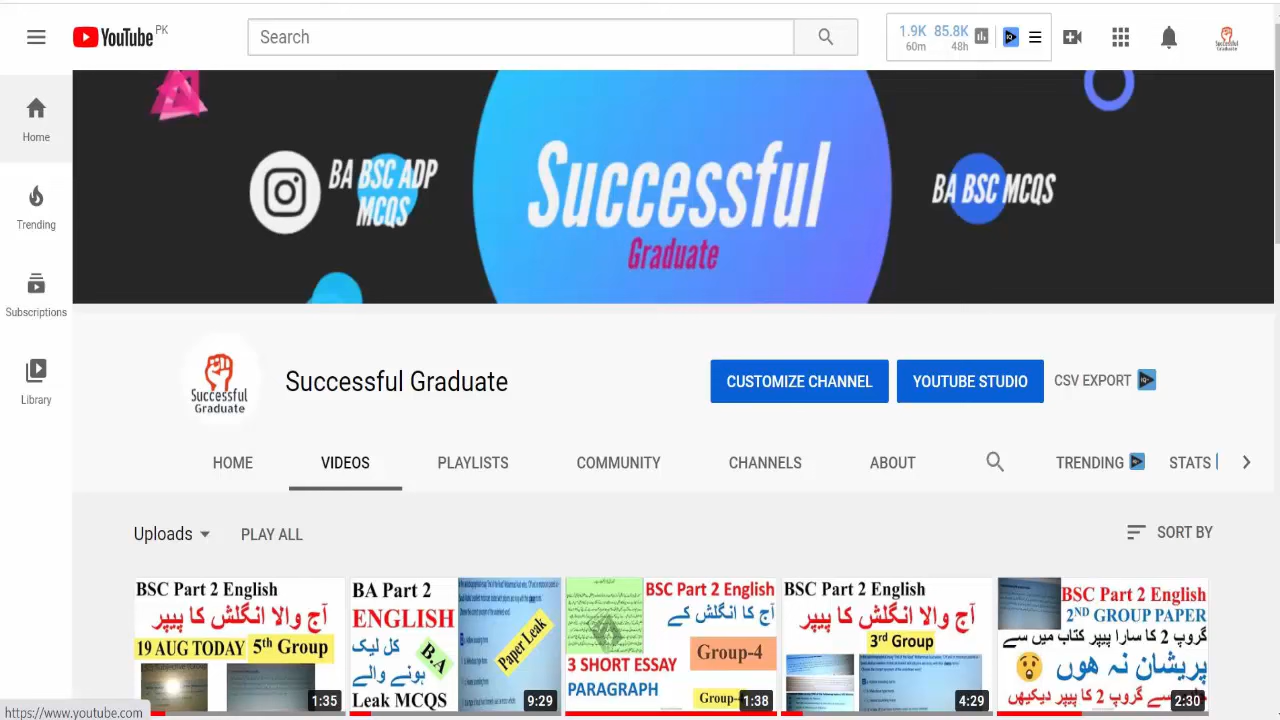 YouTube PK
Search
1.9K 85.8K
60m 48h
Successful
Graduate
Home
Trending
Subscriptions
Library
BA BSC ADP
MCQS
Successful
Graduate
BA BSC MCQS
Successful
Graduate
Successful Graduate
CUSTOMIZE CHANNEL
YOUTUBE STUDIO
CSV EXPORT
HOME
VIDEOS
PLAYLISTS
COMMUNITY
CHANNELS
ABOUT
TRENDING
STATS
Uploads
PLAY ALL
SORT BY
BSC Part 2 English
آج والا انگلش کا پیپر
19 AUG TODAY
5th Group
1:35
BA Part 2
ENGLISH
کل لیک
ہونے والے
B.A
Leak MCQS
Paper Leak
9:29
BSC Part 2 English
آج کا انگلش کے
Group-4
3 SHORT ESSAY
PARAGRAPH
1:38
BSC Part 2 English
آج والا انگلش کا پیپر
3rd Group
4:29
BSC Part 2 English
2ND GROUP PAPER
گروپ 2 کا سارا پیپر کتاب میں سے
پریشان نہ ھوں
سے گروپ 2 کا پیپر دیکھیں
2:30
https://www.youtube.com